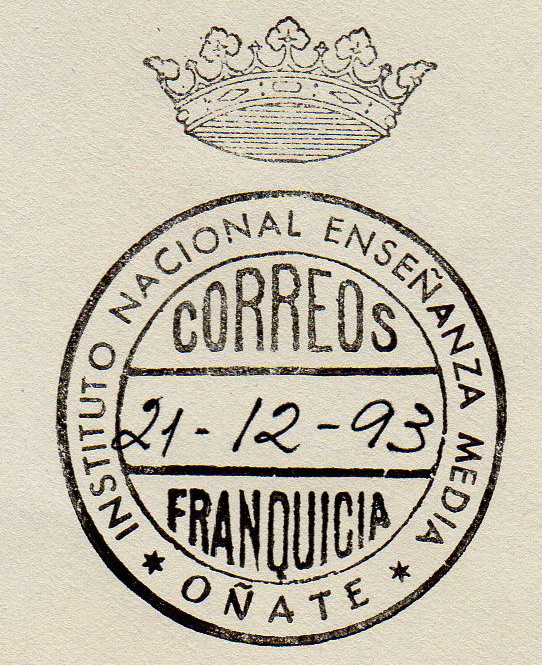 INSTITUTO NACIONAL ENSEÑANZA MEDIA
CORREOS
21-12-93
FRANQUICIA
* OÑATE *